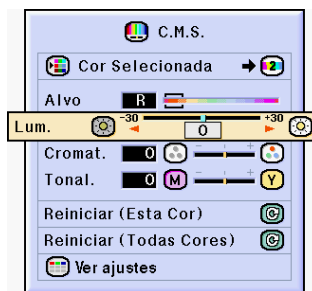 C.M.S.
Cor Selecionada 2
Alvo R
Lum. -30 0 +30
Cromat. 0 - +
Tonal. 0 M - + Y
Reiniciar (Esta Cor)
Reiniciar (Todas Cores)
Ver ajustes